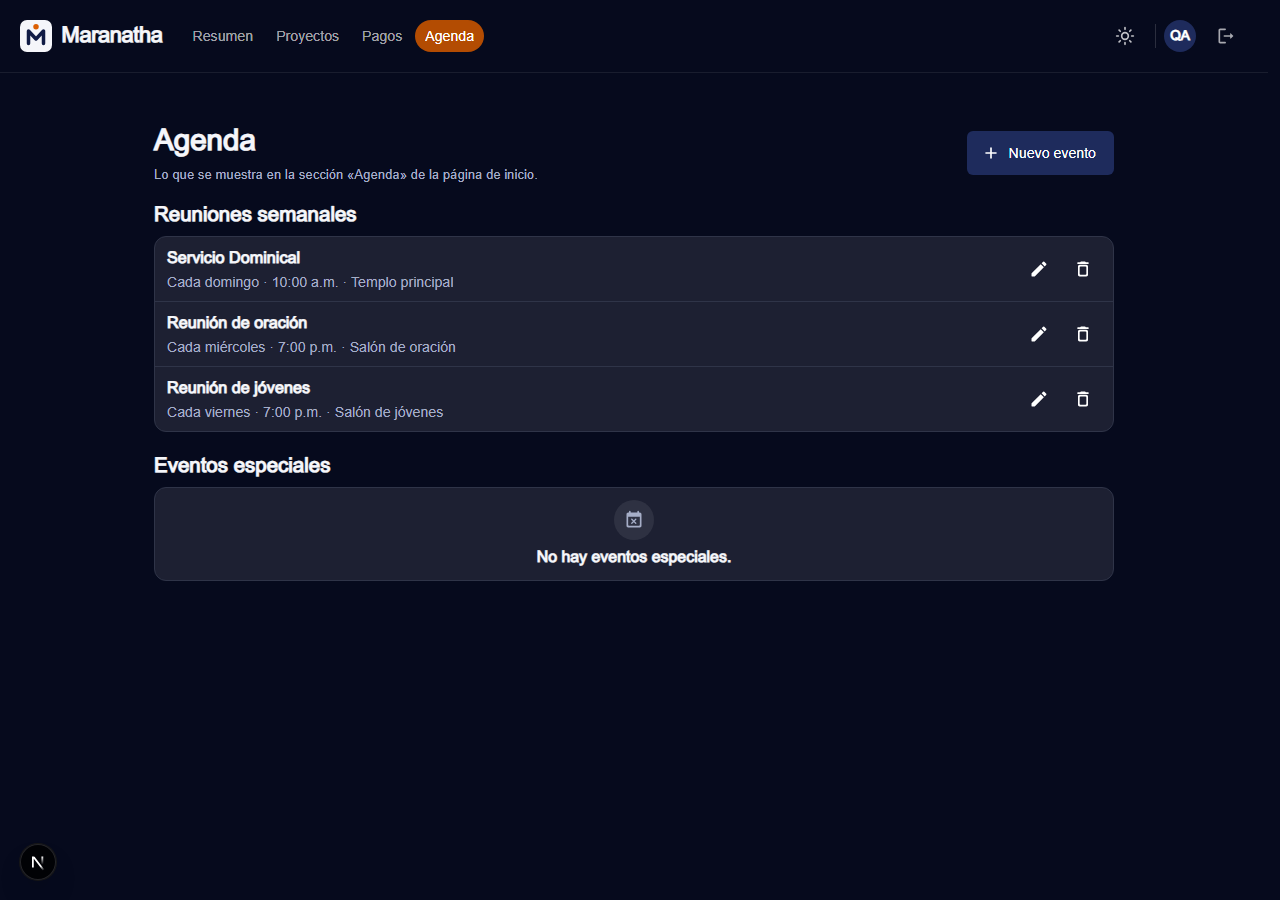 Maranatha Resumen Proyectos Pagos Agenda QA
Agenda
Nuevo evento
Lo que se muestra en la sección «Agenda» de la página de inicio.
Reuniones semanales
Servicio Dominical
Cada domingo · 10:00 a.m. · Templo principal
Reunión de oración
Cada miércoles · 7:00 p.m. · Salón de oración
Reunión de jóvenes
Cada viernes · 7:00 p.m. · Salón de jóvenes
Eventos especiales
No hay eventos especiales.
N